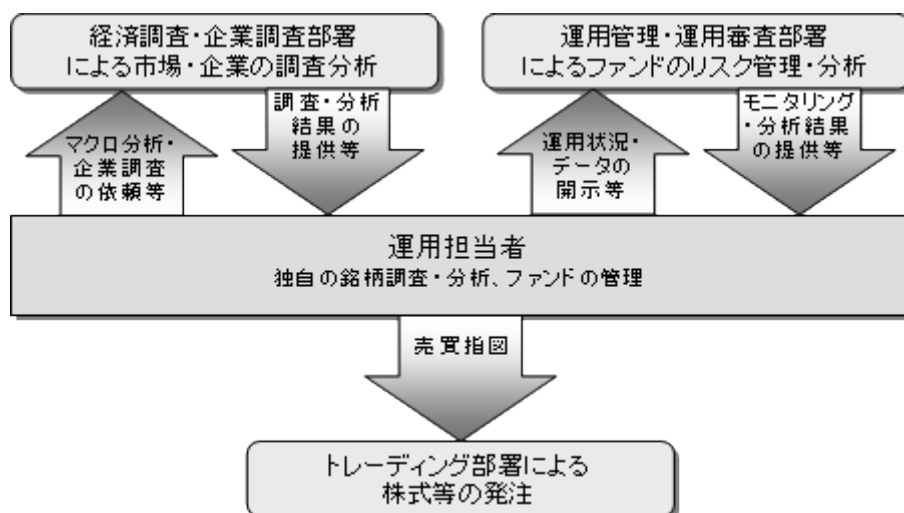 経済調査・企業調査部署
による市場・企業の調査分析
運用管理・運用審査部署
によるファンドのリスク管理・分析
マクロ分析・
企業調査
の依頼等
調査・分析
結果の
提供等
運用状況・
データの
開示等
モニタリング
・分析結果
の提供等
運用担当者
独自の銘柄調査・分析、ファンドの管理
売買指図
トレーディング部署による
株式等の発注